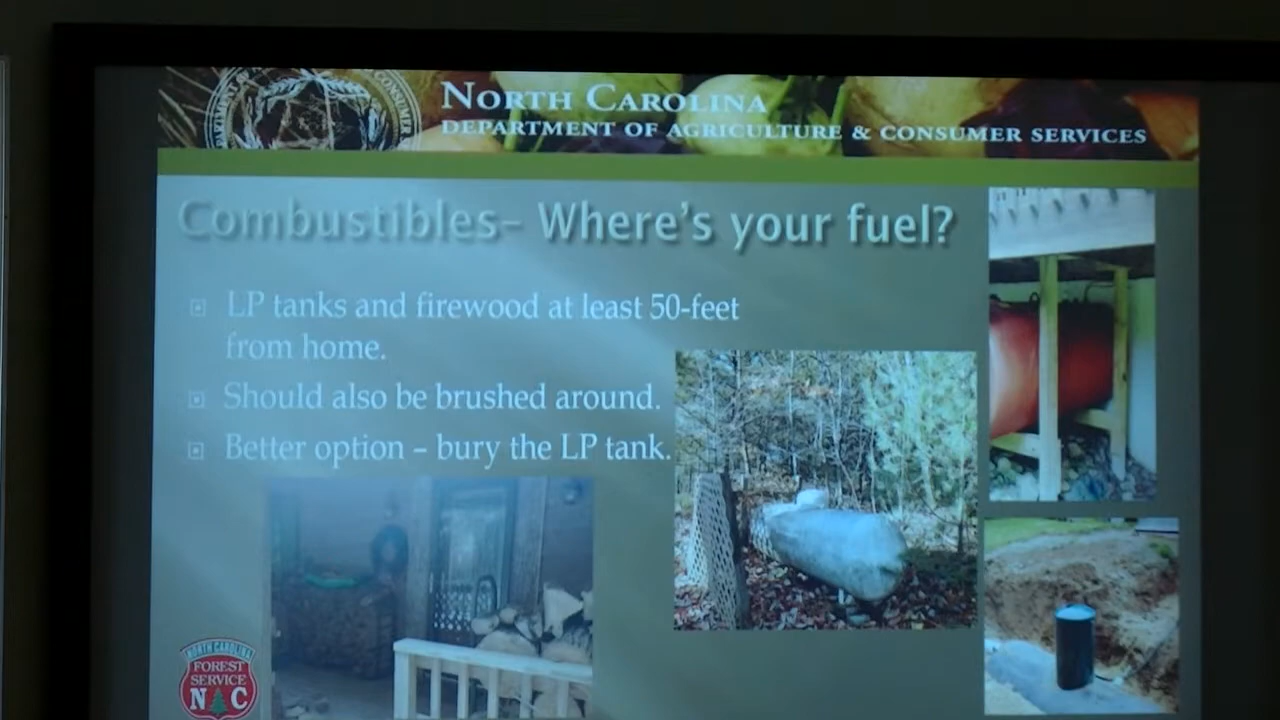 NORTH CAROLINA
DEPARTMENT OF AGRICULTURE & CONSUMER SERVICES
Combustibles– Where's your fuel?
LP tanks and firewood at least 50-feet
from home.
Should also be brushed around.
Better option – bury the LP tank.
NORTH CAROLINA
FOREST
SERVICE
N C